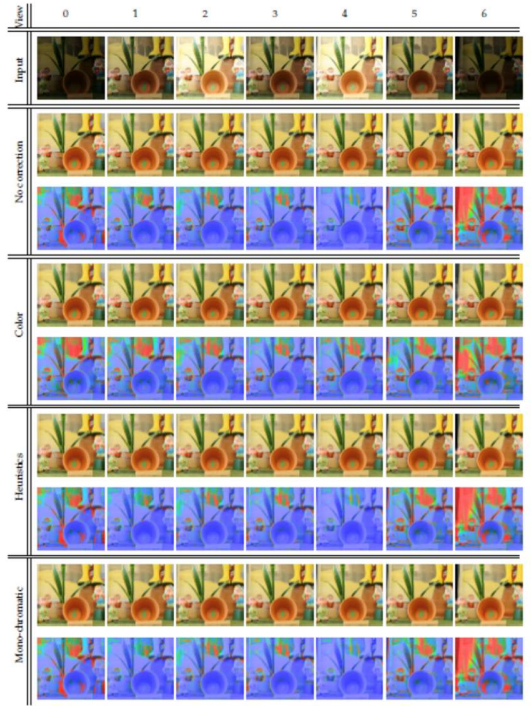 View 0 1 2 3 4 5 6
Input
No correction
Color
Heuristics
Mono-chromatic